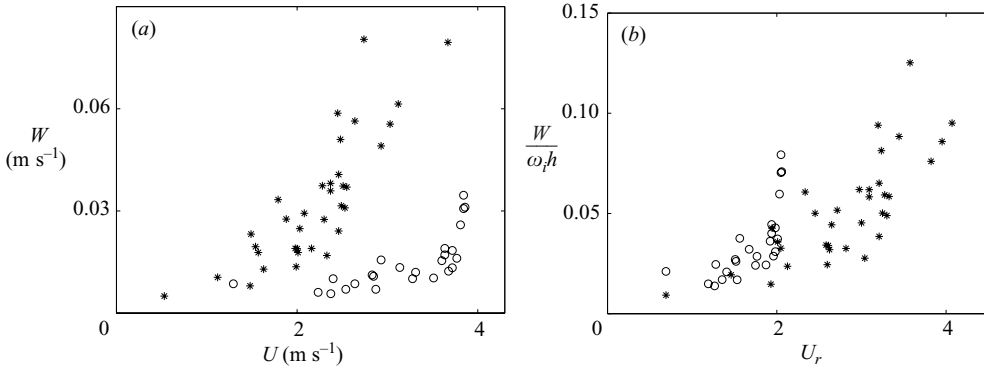 (a)
0.06
0.03
W
(m s⁻¹)
0
2
4
U (m s⁻¹)
(b)
0.15
0.10
0.05
W
ωᵢh
0
2
4
Uᵣ